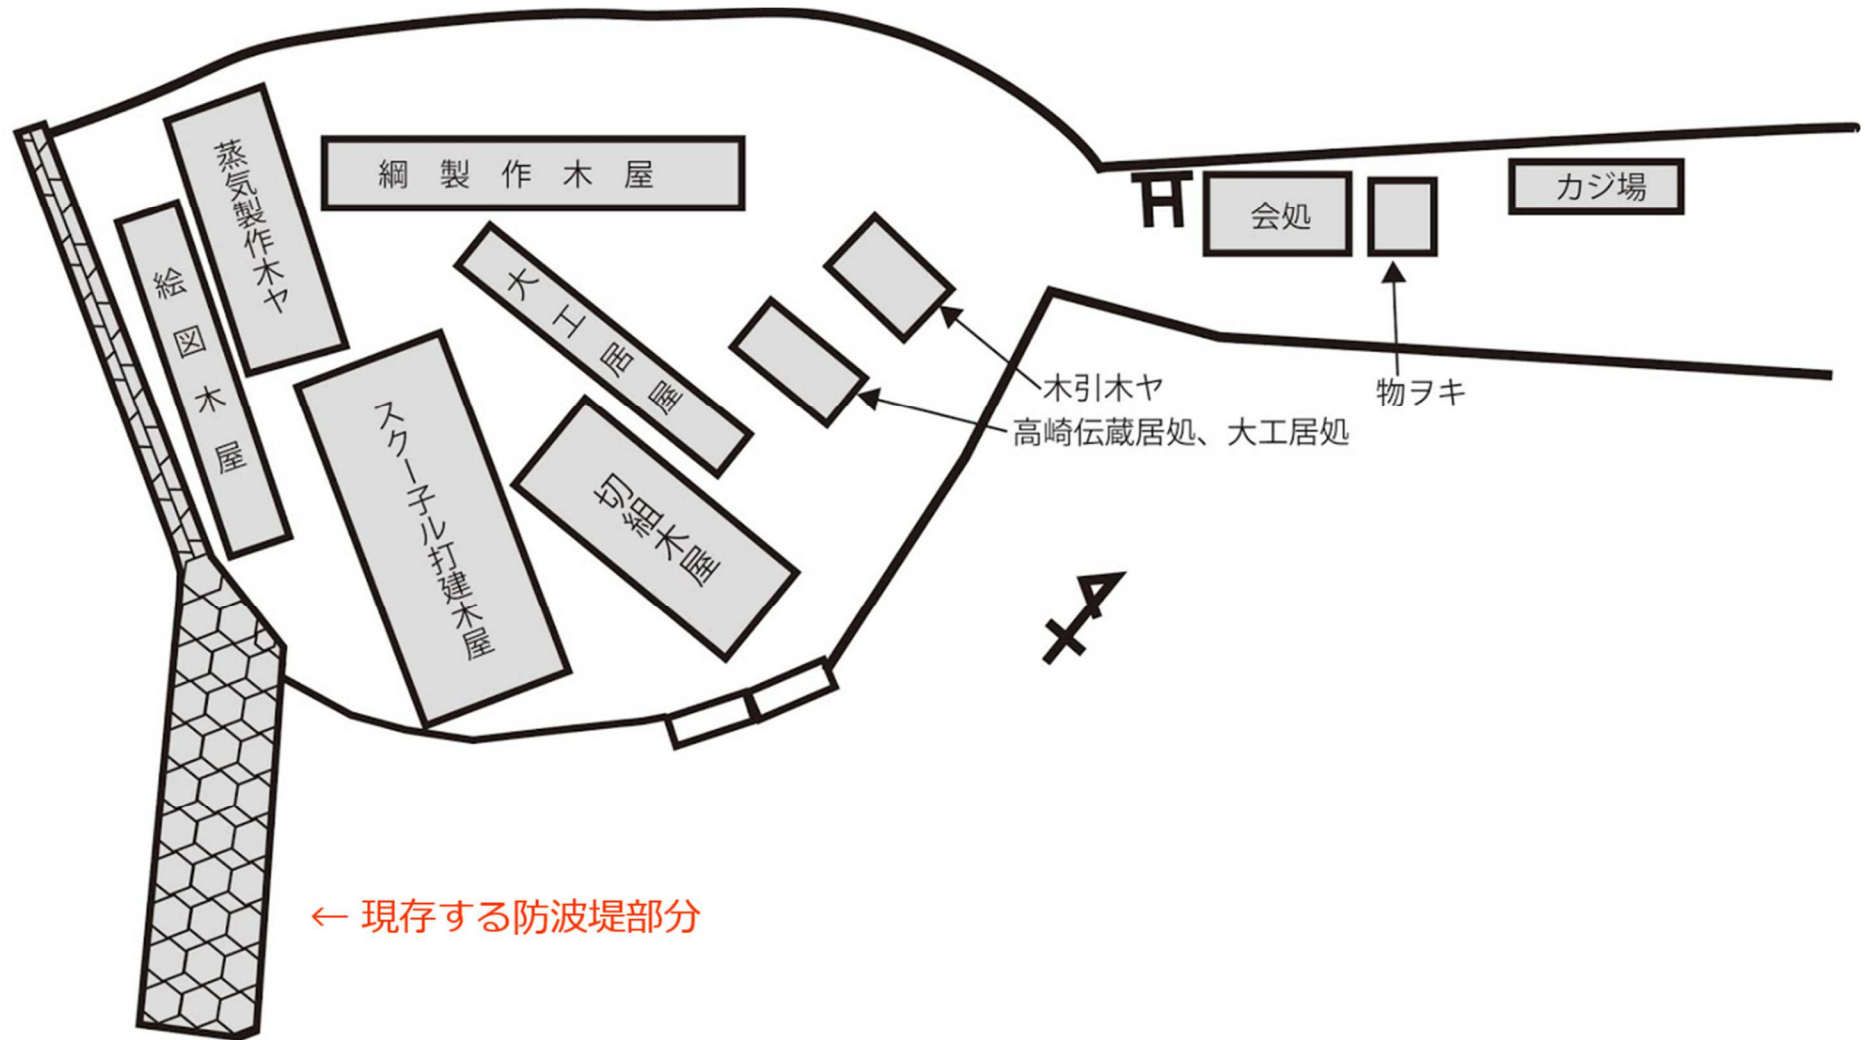 蒸気製作木ヤ
綱製作木屋
絵図木屋
大工居屋
スクー子ル打建木屋
切組木屋
会処
カジ場
木引木ヤ
高崎伝蔵居処、大工居処
物ヲキ
← 現存する防波堤部分